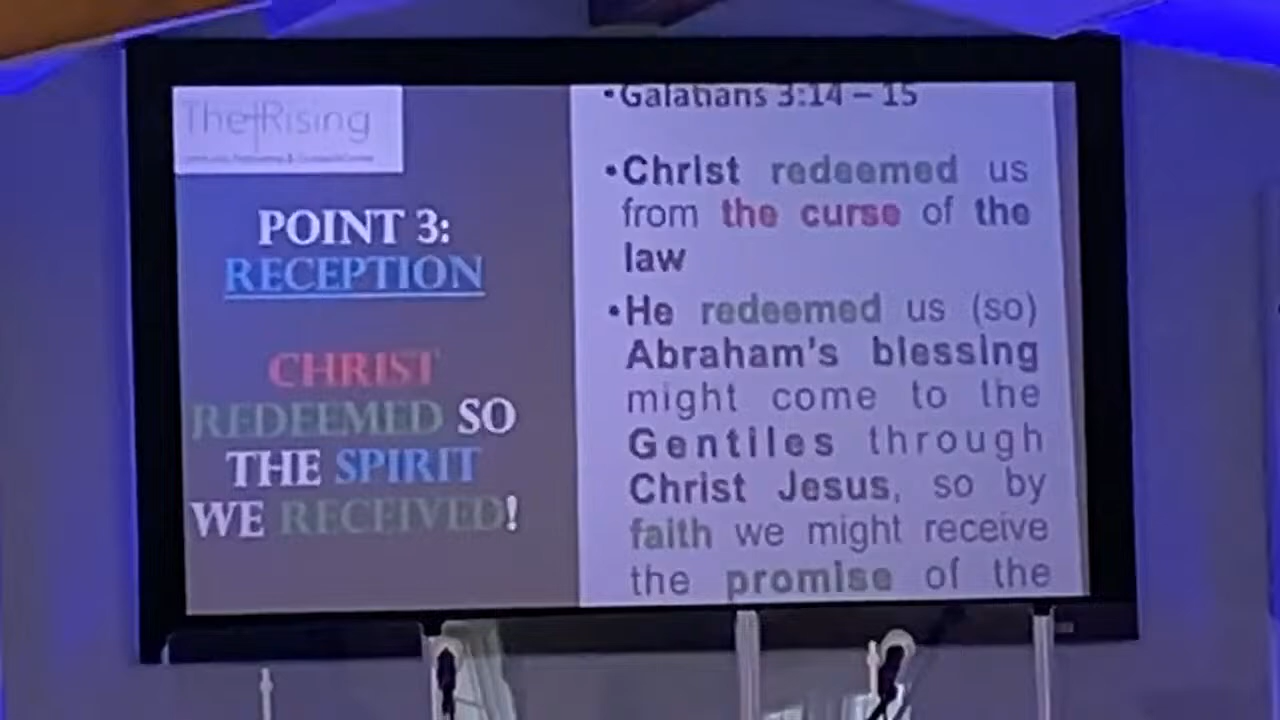 The Rising
POINT 3:
RECEPTION
CHRIST
REDEEMED SO
THE SPIRIT
WE RECEIVED!
•Galatians 3:14 – 15
•Christ redeemed us
from the curse of the
law
•He redeemed us (so)
Abraham's blessing
might come to the
Gentiles through
Christ Jesus, so by
faith we might receive
the promise of the